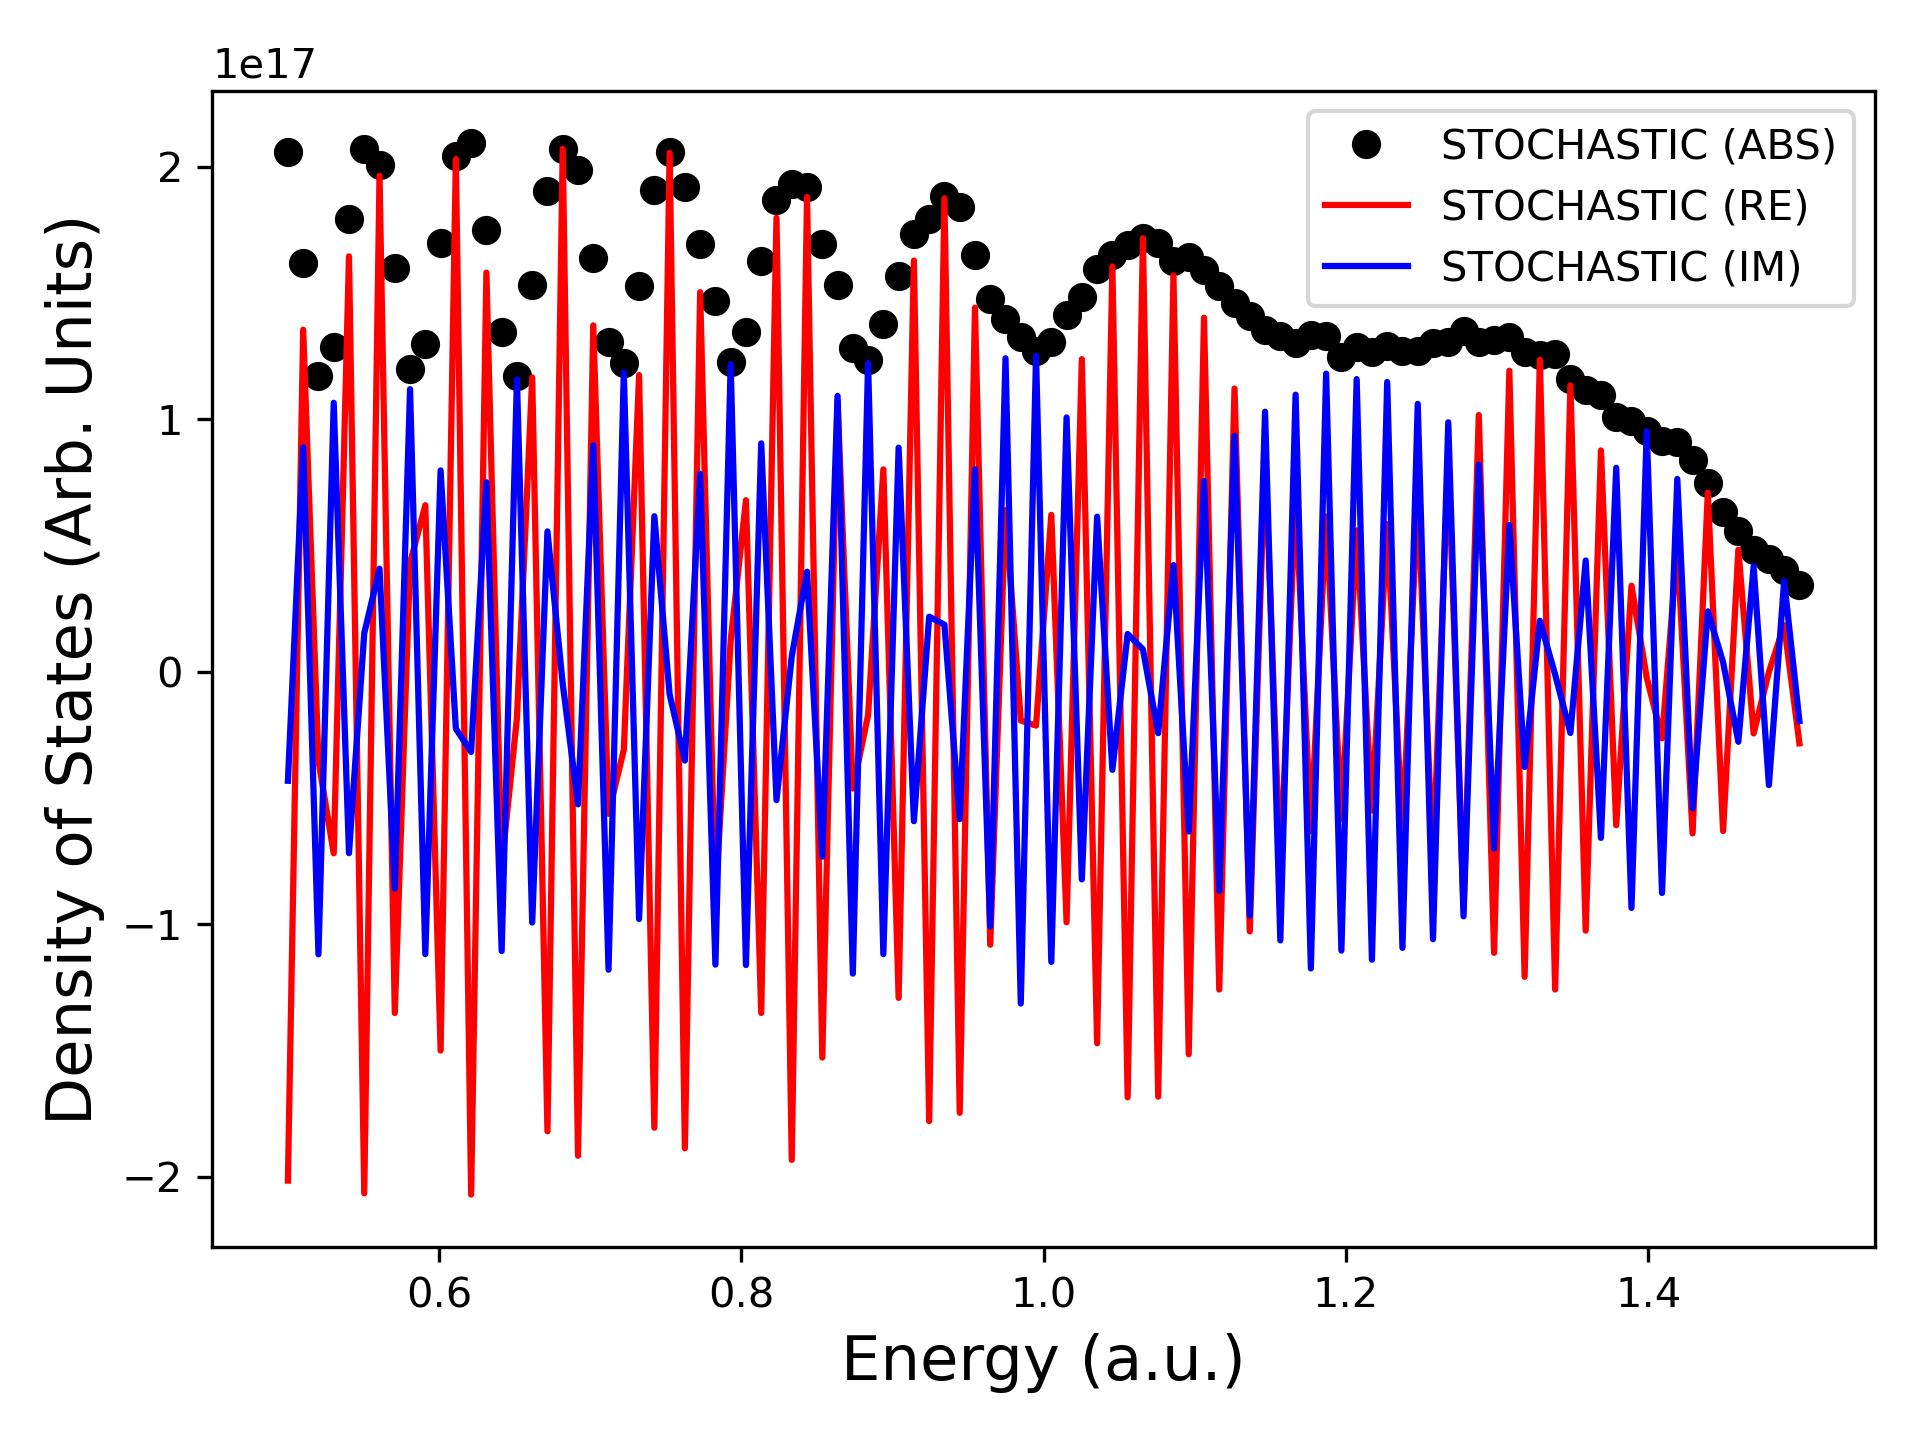 1e17
STOCHASTIC (ABS)
STOCHASTIC (RE)
STOCHASTIC (IM)
Density of States (Arb. Units)
2
1
0
−1
−2
0.6 0.8 1.0 1.2 1.4
Energy (a.u.)